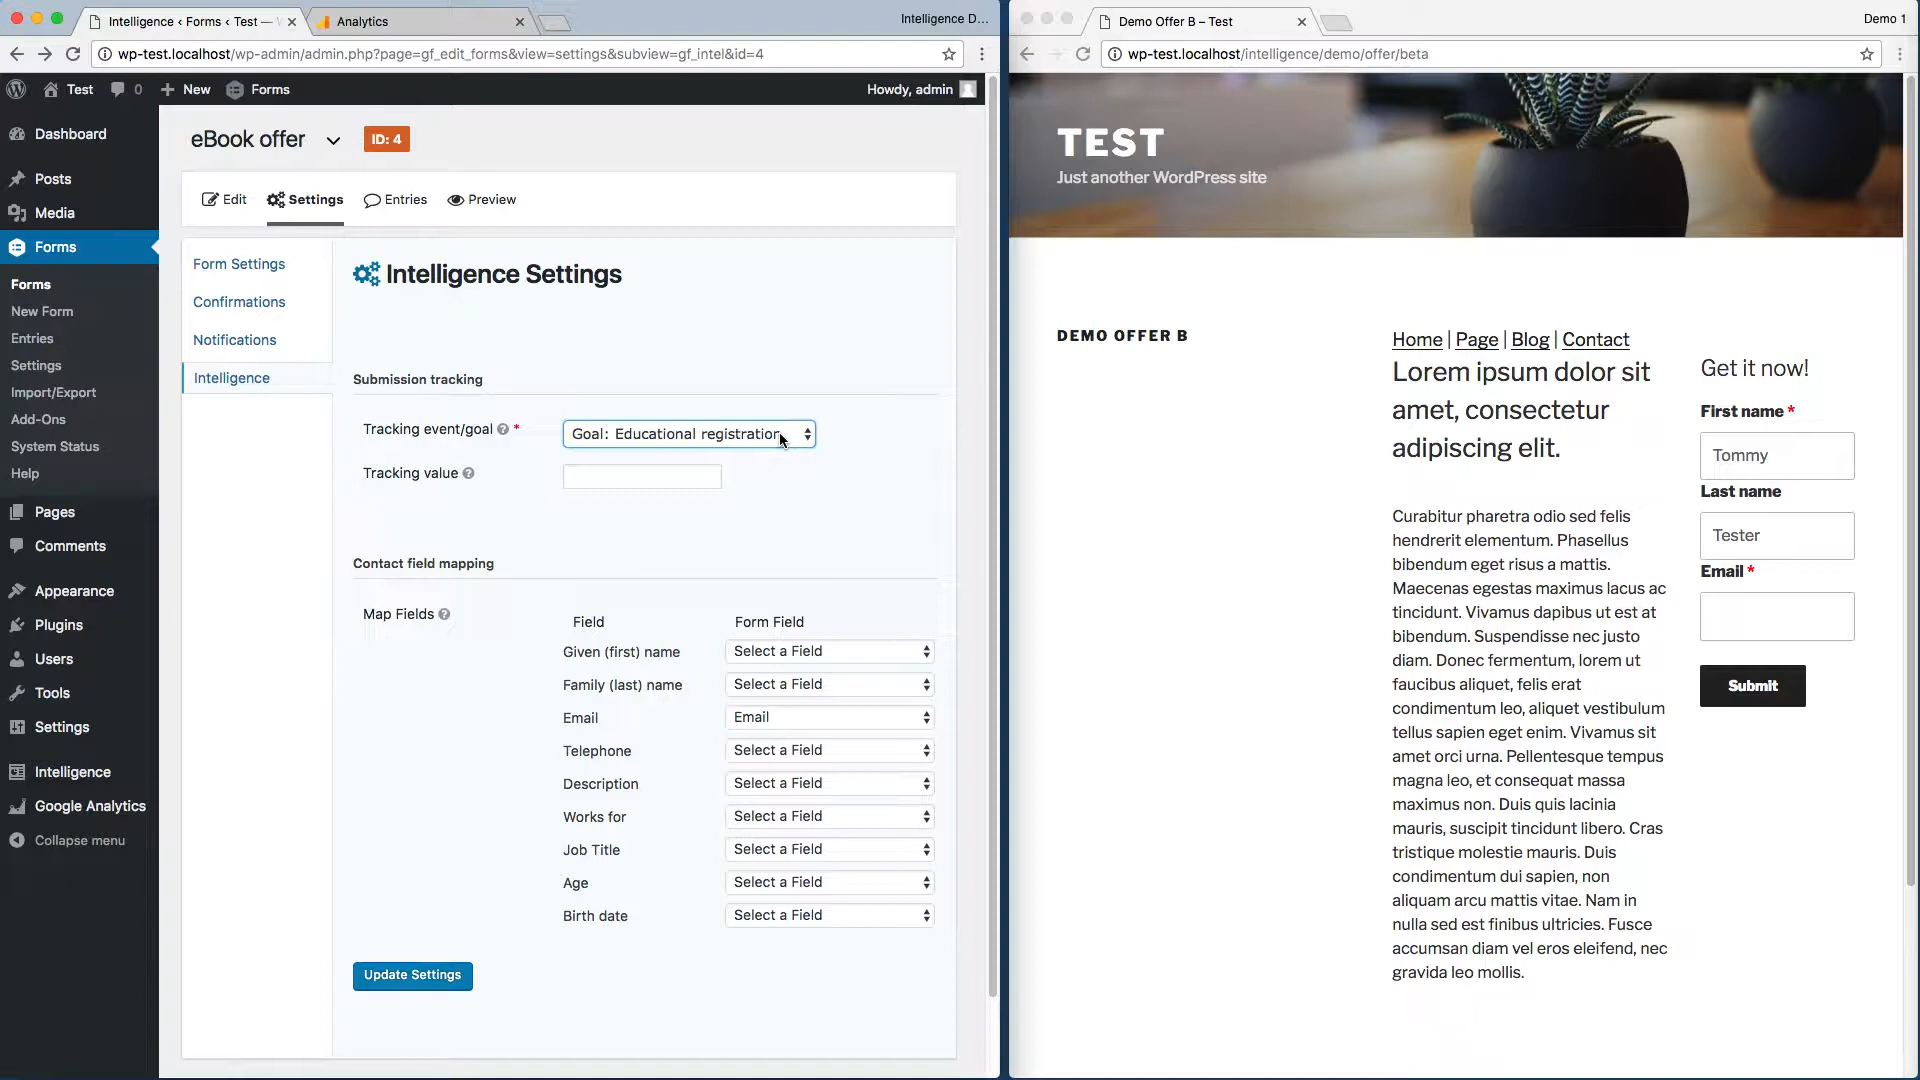 Intelligence ‹ Forms ‹ Test —
Analytics
Intelligence D...
wp-test.localhost/wp-admin/admin.php?page=gf_edit_forms&view=settings&subview=gf_intel&id=4
Test
0
New
Forms
Howdy, admin
Dashboard
Posts
Media
Forms
Forms
New Form
Entries
Settings
Import/Export
Add-Ons
System Status
Help
Pages
Comments
Appearance
Plugins
Users
Tools
Settings
Intelligence
Google Analytics
Collapse menu
eBook offer
ID: 4
Edit
Settings
Entries
Preview
Form Settings
Confirmations
Notifications
Intelligence
Intelligence Settings
Submission tracking
Tracking event/goal ? *
Goal: Educational registration
Tracking value ?
Contact field mapping
Map Fields ?
Field
Form Field
Given (first) name
Select a Field
Family (last) name
Select a Field
Email
Email
Telephone
Select a Field
Description
Select a Field
Works for
Select a Field
Job Title
Select a Field
Age
Select a Field
Birth date
Select a Field
Update Settings
Demo Offer B – Test
Demo 1
wp-test.localhost/intelligence/demo/offer/beta
TEST
Just another WordPress site
DEMO OFFER B
Home | Page | Blog | Contact
Lorem ipsum dolor sit
amet, consectetur
adipiscing elit.
Curabitur pharetra odio sed felis
hendrerit elementum. Phasellus
bibendum eget risus a mattis.
Maecenas egestas maximus lacus ac
tincidunt. Vivamus dapibus ut est at
bibendum. Suspendisse nec justo
diam. Donec fermentum, lorem ut
faucibus aliquet, felis erat
condimentum leo, aliquet vestibulum
tellus sapien eget enim. Vivamus sit
amet orci urna. Pellentesque tempus
magna leo, et consequat massa
maximus non. Duis quis lacinia
mauris, suscipit tincidunt libero. Cras
tristique molestie mauris. Duis
condimentum dui sapien, non
aliquam arcu mattis vitae. Nam in
nulla sed est finibus ultricies. Fusce
accumsan diam vel eros eleifend, nec
gravida leo mollis.
Get it now!
First name *
Tommy
Last name
Tester
Email *
Submit